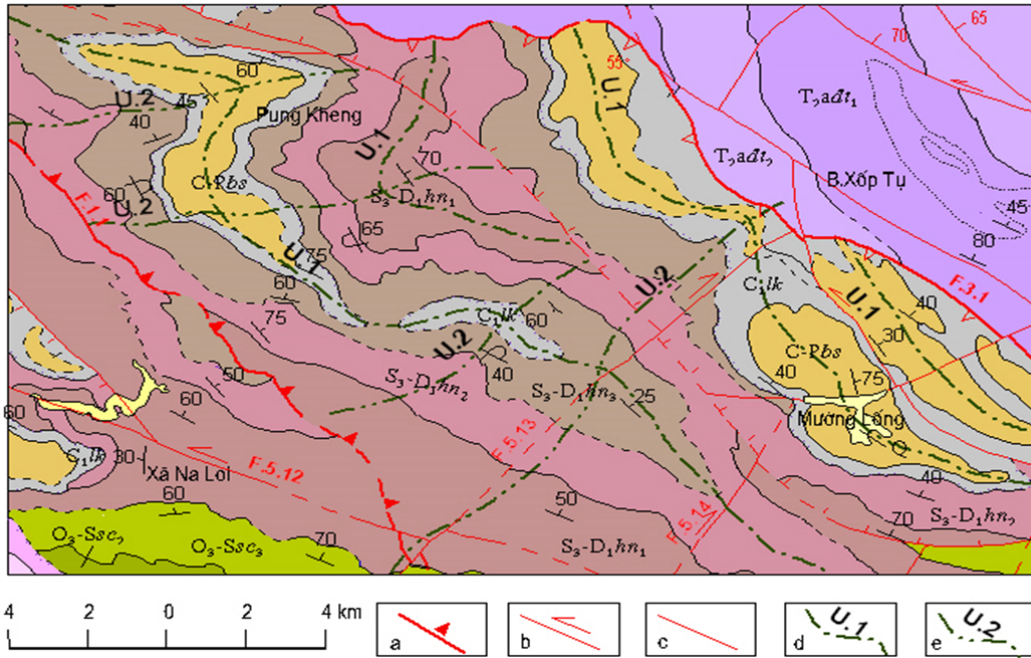 65
70
55°
60
U.1
T₂ađt₁
U.2
45
40
Pung Kheng
U.1
T₂ađt₂
70
B.Xốp Tụ
C-Pbs
S₃-D₁hn₁
60
U.2
45
F.1.1
65
80
75
U.1
60
U.2
C₁lk
F.3.1
40
U.1
75
C₁lk
60
30
U.2
40
C-Pbs
50
S₃-D₁hn₂
S₃-D₁hn₃
25
40
75
60
60
Mường Lống
F.5.13
C₁lk
30
Xã Na Loi
F.5.12
40
60
50
F.5.14
70
S₃-D₁hn₂
O₃-Ssc₂
O₃-Ssc₃
70
S₃-D₁hn₁
4 2 0 2 4 km
a
b
c
U.1
d
U.2
e